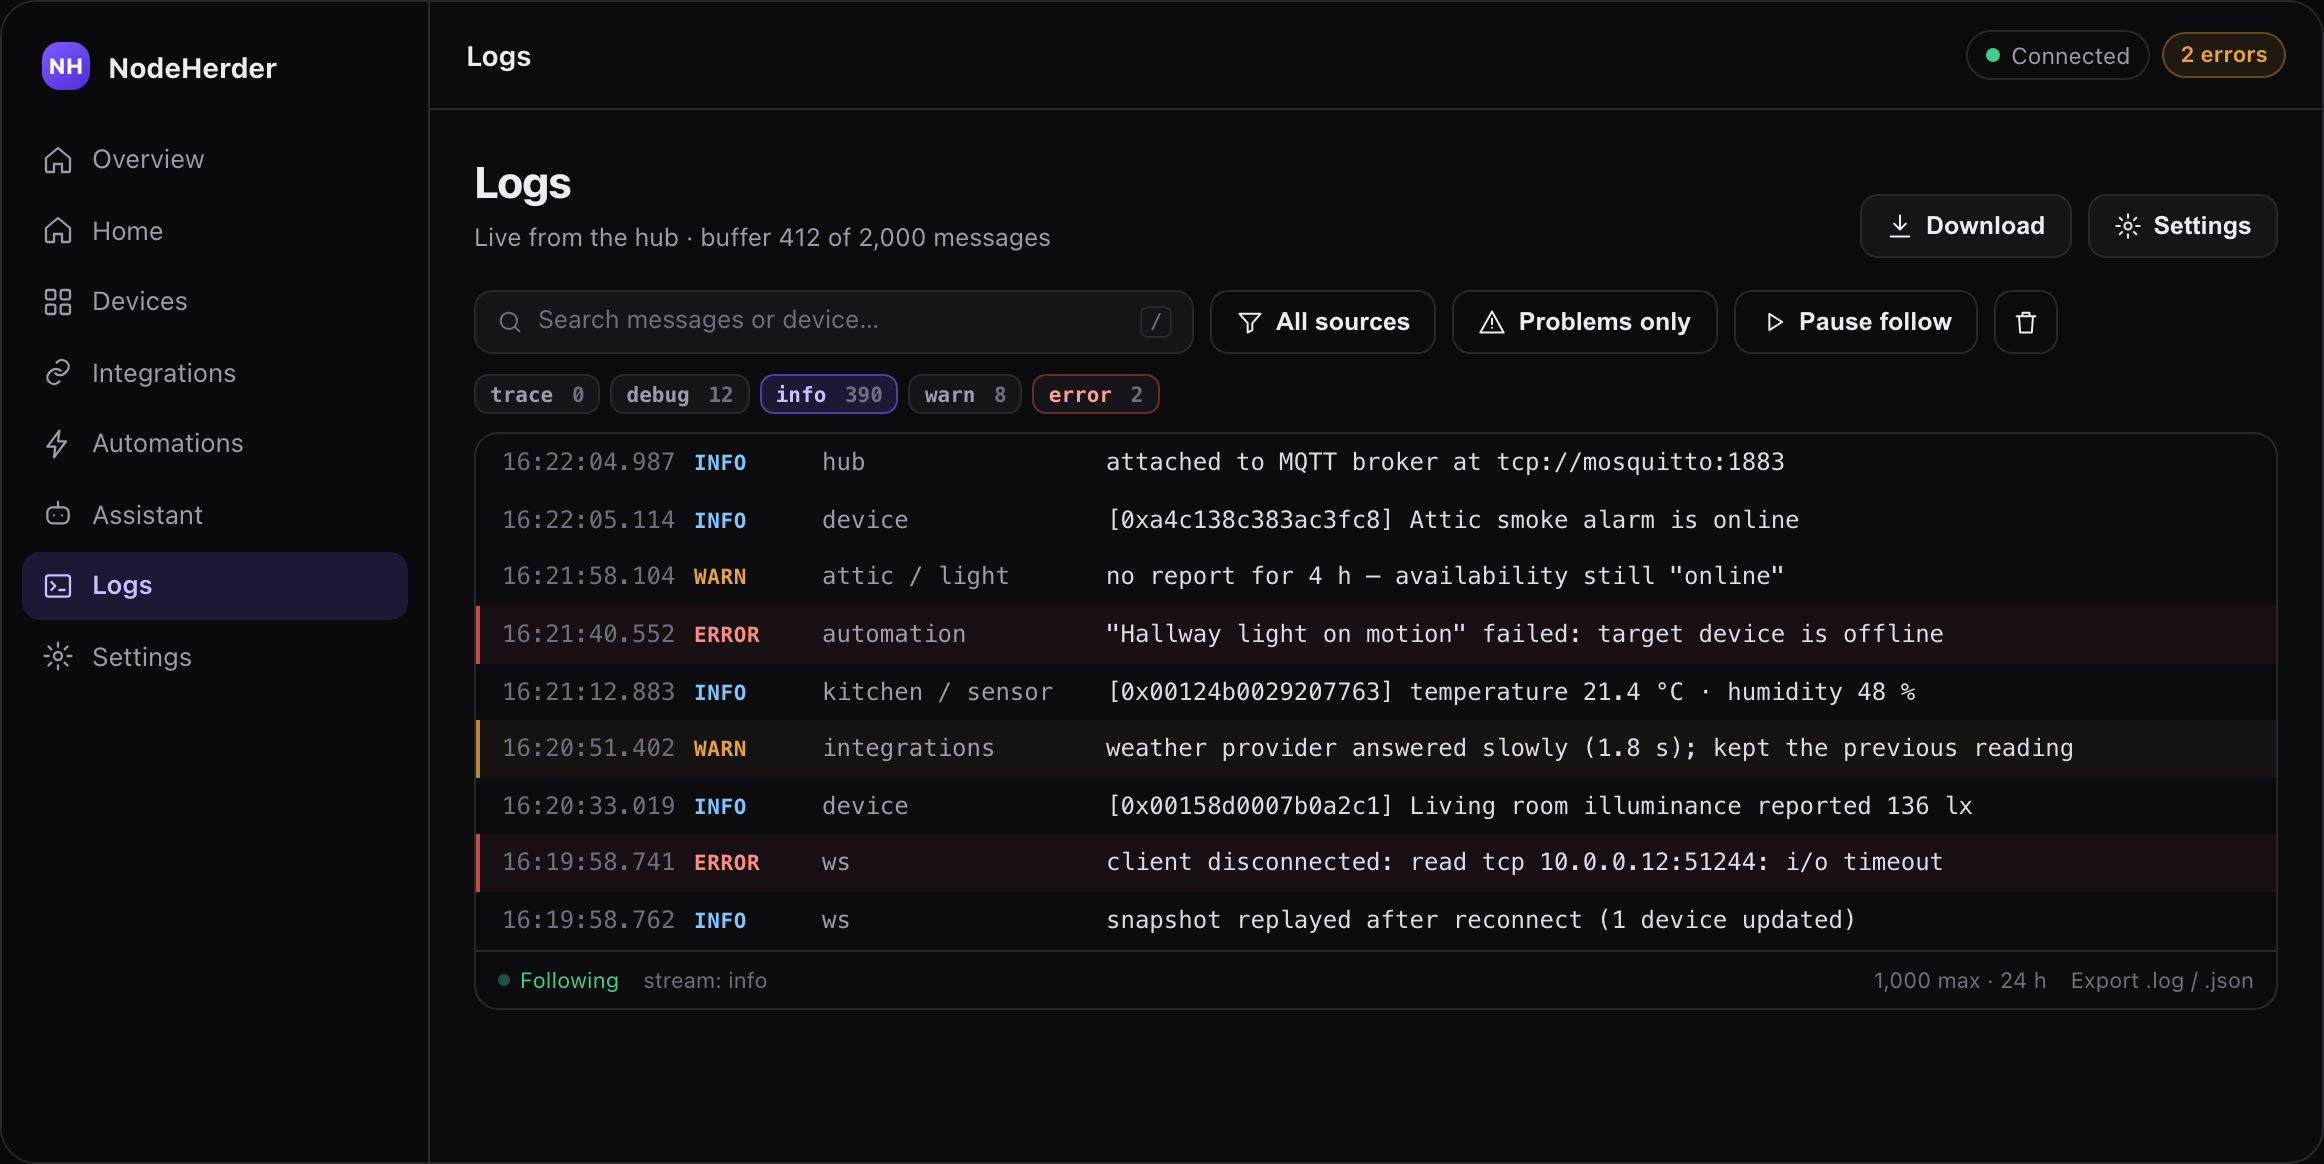 NH NodeHerder
Overview
Home
Devices
Integrations
Automations
Assistant
Logs
Settings
Logs
Connected
2 errors
Logs
Live from the hub · buffer 412 of 2,000 messages
Download
Settings
Search messages or device... /
All sources
Problems only
Pause follow
trace 0 debug 12 info 390 warn 8 error 2
16:22:04.987 INFO hub attached to MQTT broker at tcp://mosquitto:1883
16:22:05.114 INFO device [0xa4c138c383ac3fc8] Attic smoke alarm is online
16:21:58.104 WARN attic / light no report for 4 h — availability still "online"
16:21:40.552 ERROR automation "Hallway light on motion" failed: target device is offline
16:21:12.883 INFO kitchen / sensor [0x00124b0029207763] temperature 21.4 °C · humidity 48 %
16:20:51.402 WARN integrations weather provider answered slowly (1.8 s); kept the previous reading
16:20:33.019 INFO device [0x00158d0007b0a2c1] Living room illuminance reported 136 lx
16:19:58.741 ERROR ws client disconnected: read tcp 10.0.0.12:51244: i/o timeout
16:19:58.762 INFO ws snapshot replayed after reconnect (1 device updated)
Following stream: info 1,000 max · 24 h Export .log / .json